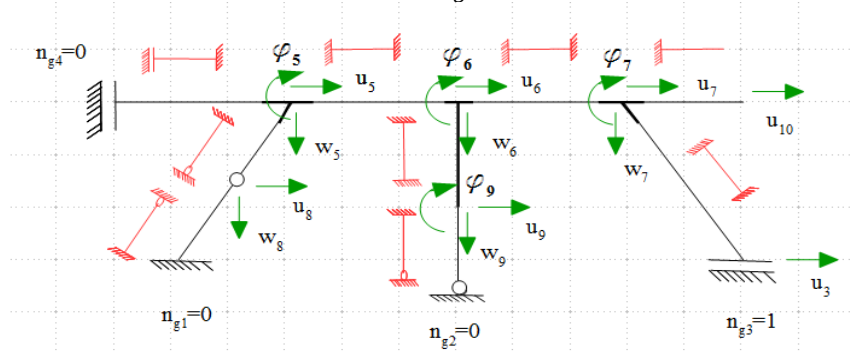 n_g4=0
φ₅
u₅
w₅
φ₆
u₆
w₆
φ₇
u₇
w₇
u₁₀
u₈
w₈
φ₉
u₉
w₉
u₃
n_g1=0
n_g2=0
n_g3=1